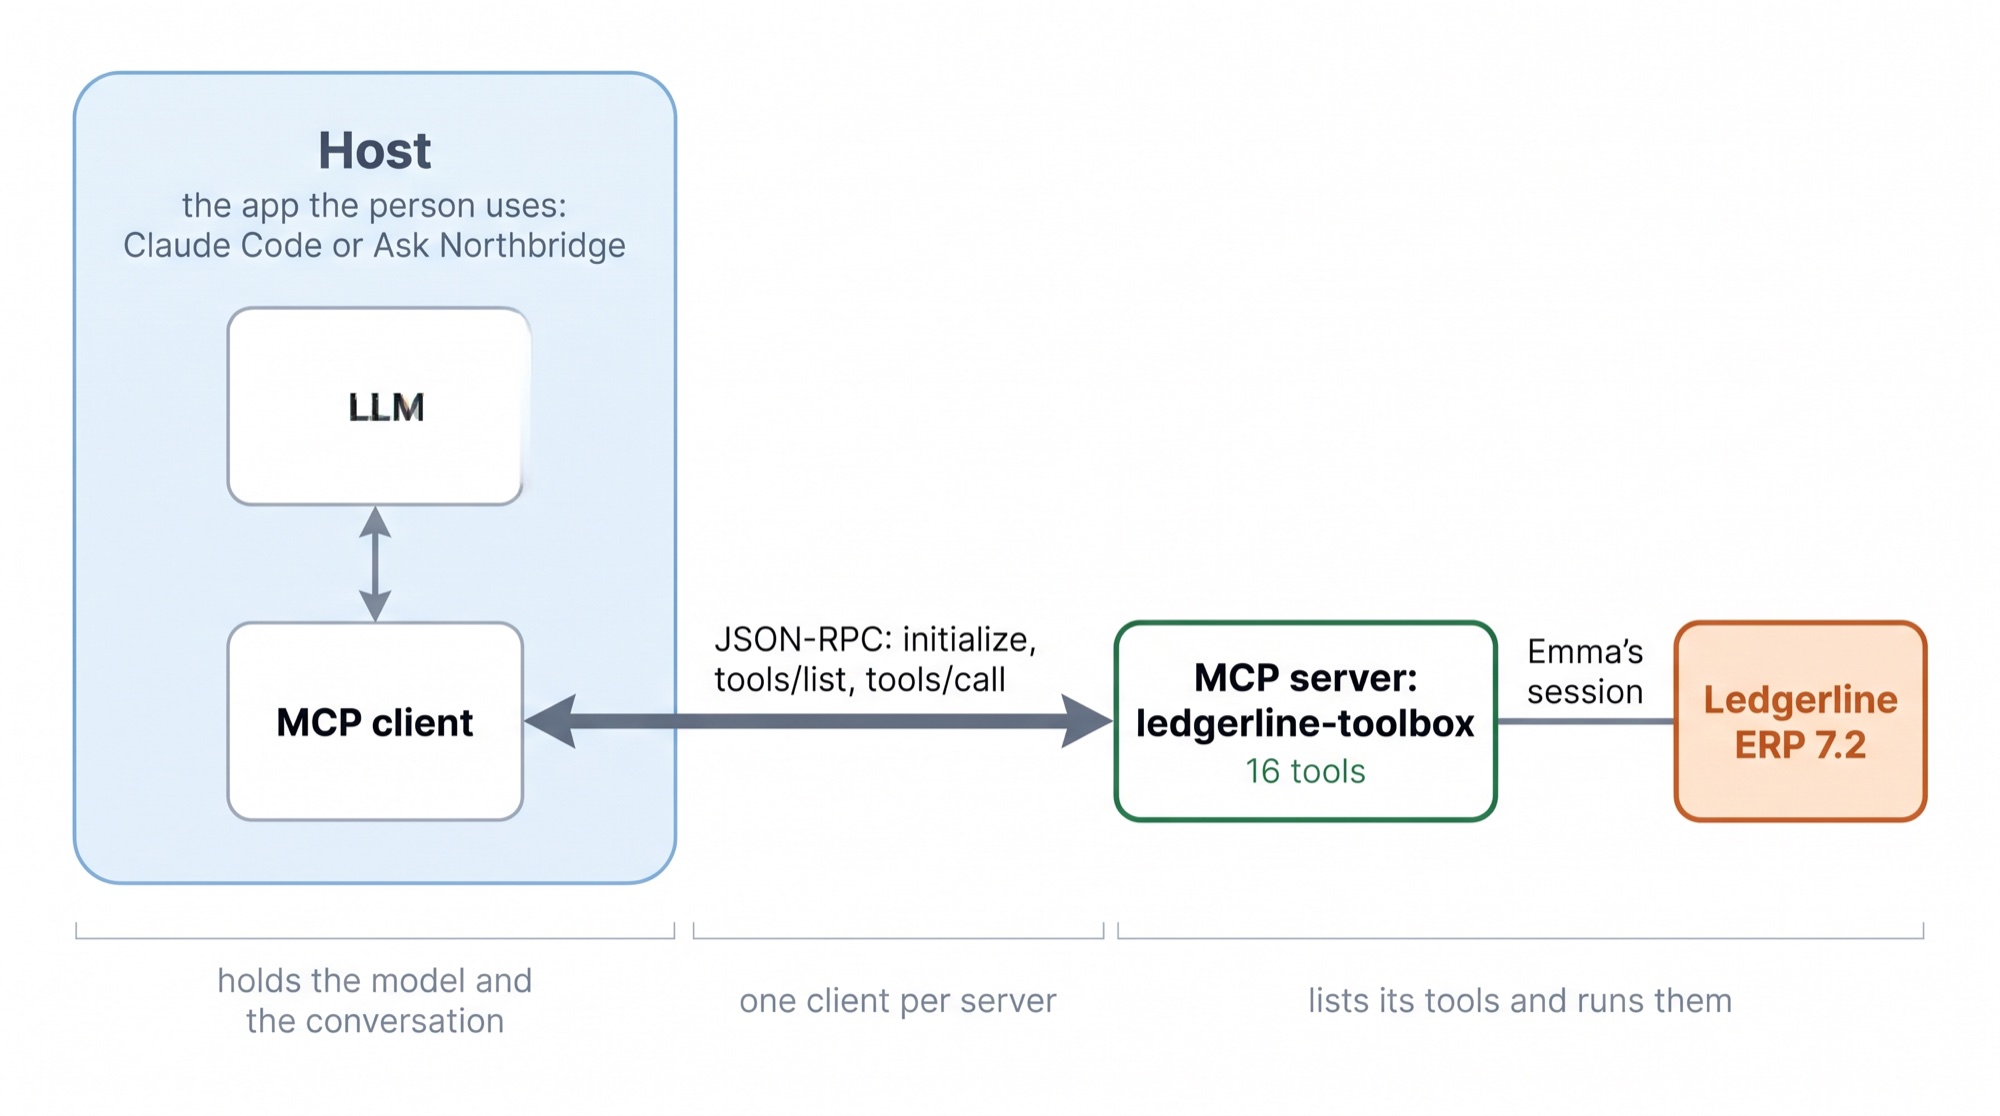 Host
the app the person uses:
Claude Code or Ask Northbridge
LLM
MCP client
JSON-RPC: initialize,
tools/list, tools/call
MCP server:
ledgerline-toolbox
16 tools
Emma’s
session
Ledgerline
ERP 7.2
holds the model and
the conversation
one client per server
lists its tools and runs them